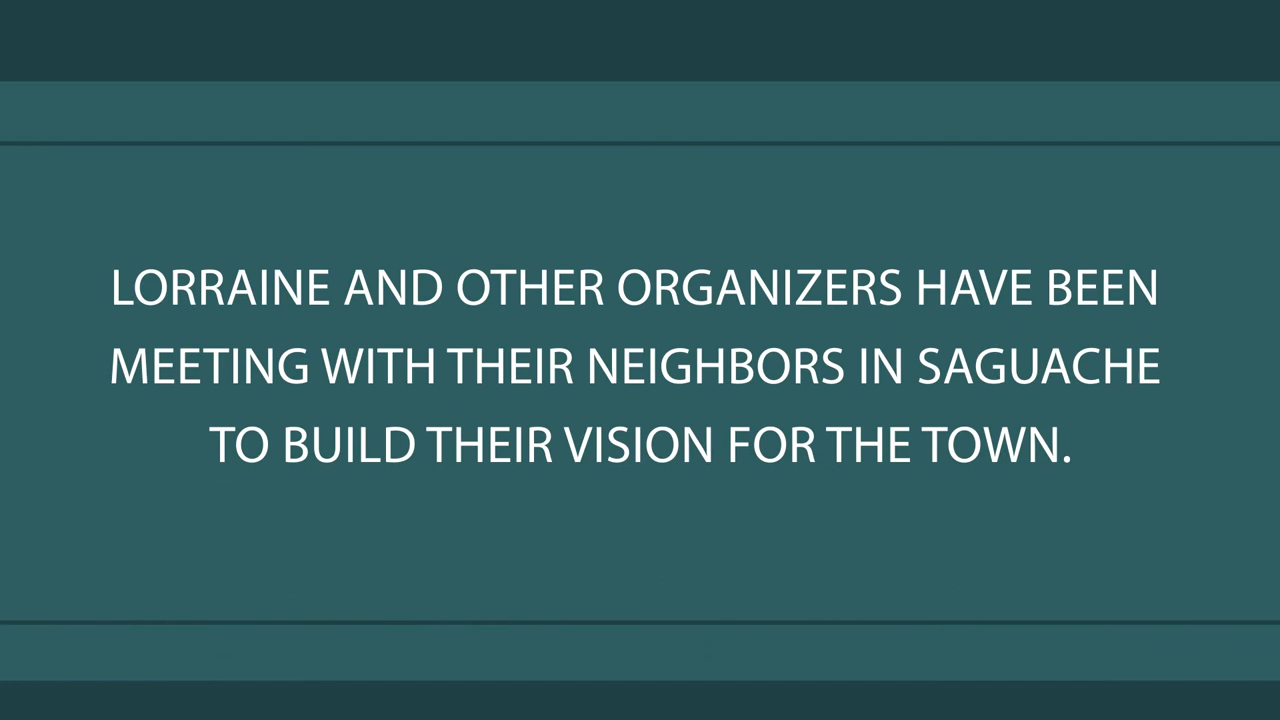 LORRAINE AND OTHER ORGANIZERS HAVE BEEN
MEETING WITH THEIR NEIGHBORS IN SAGUACHE
TO BUILD THEIR VISION FOR THE TOWN.